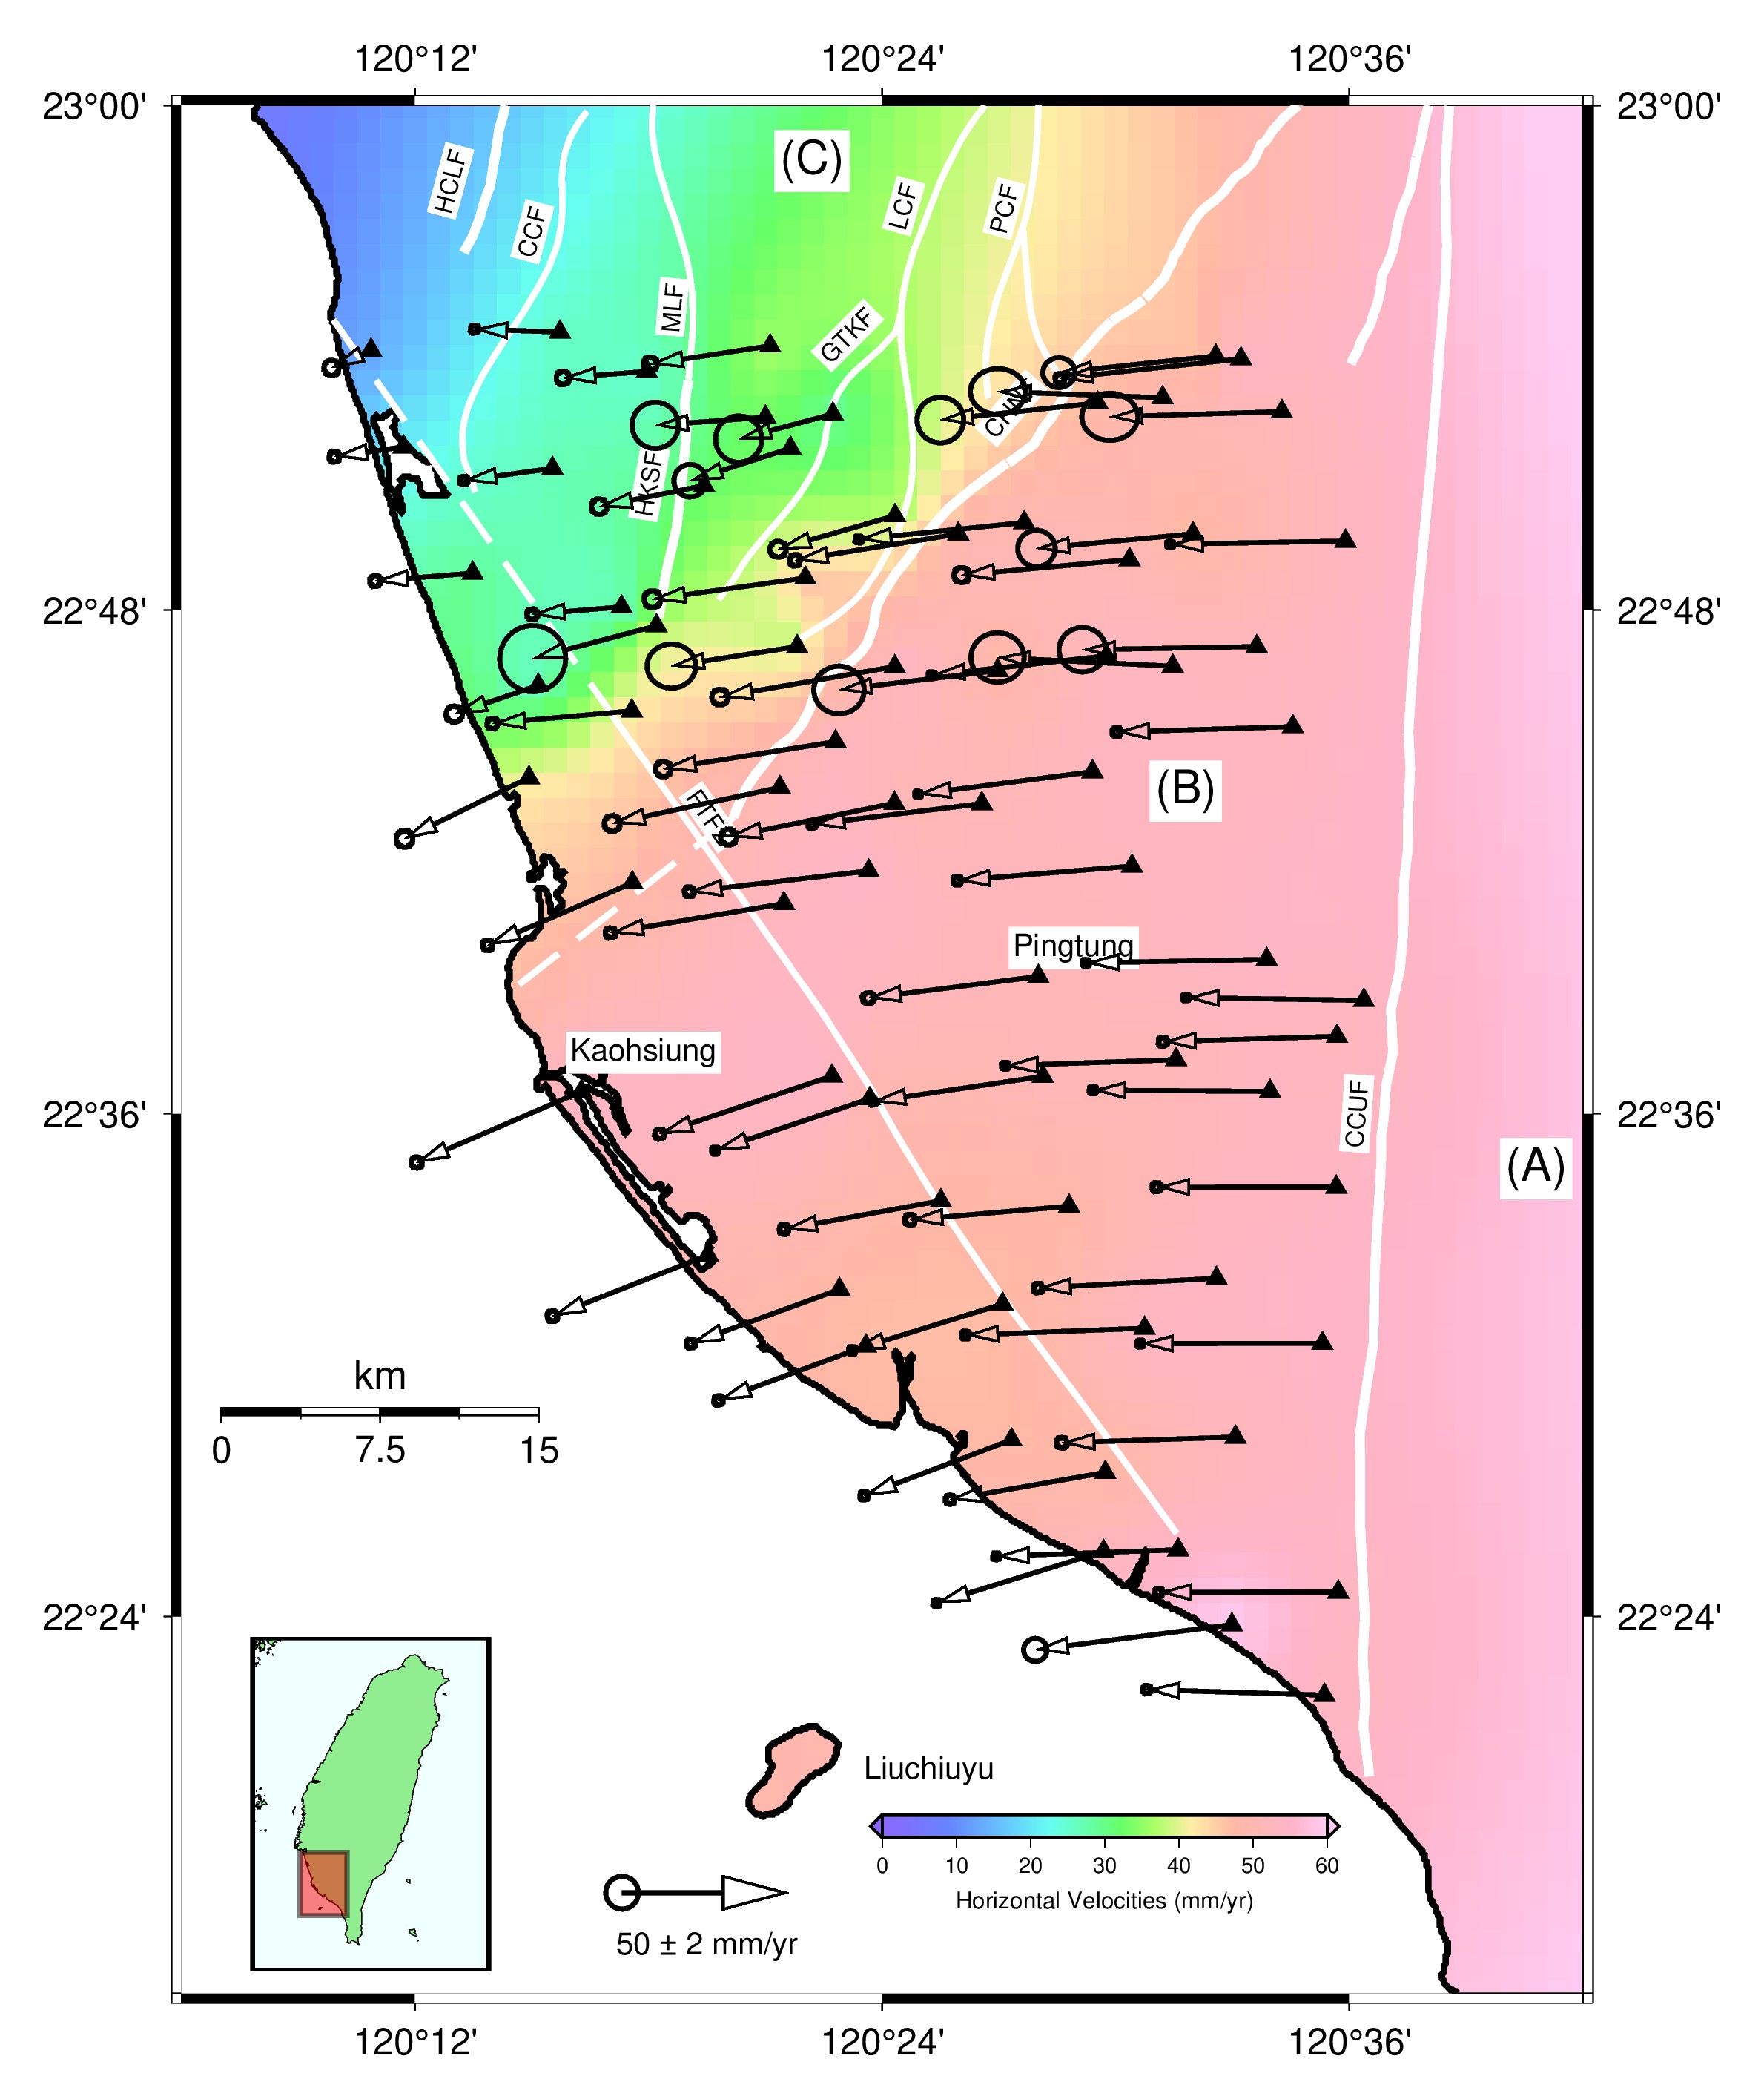 120°12' 120°24' 120°36'
23°00' 23°00'
(C)
HCLF
CCF
LCF
PCF
MLF
GTKF
HKSF
22°48' 22°48'
(B)
Pingtung
Kaohsiung
22°36' 22°36'
CCUF
(A)
km
0 7.5 15
22°24' 22°24'
Liuchiuyu
0 10 20 30 40 50 60
Horizontal Velocities (mm/yr)
50 ± 2 mm/yr
120°12' 120°24' 120°36'